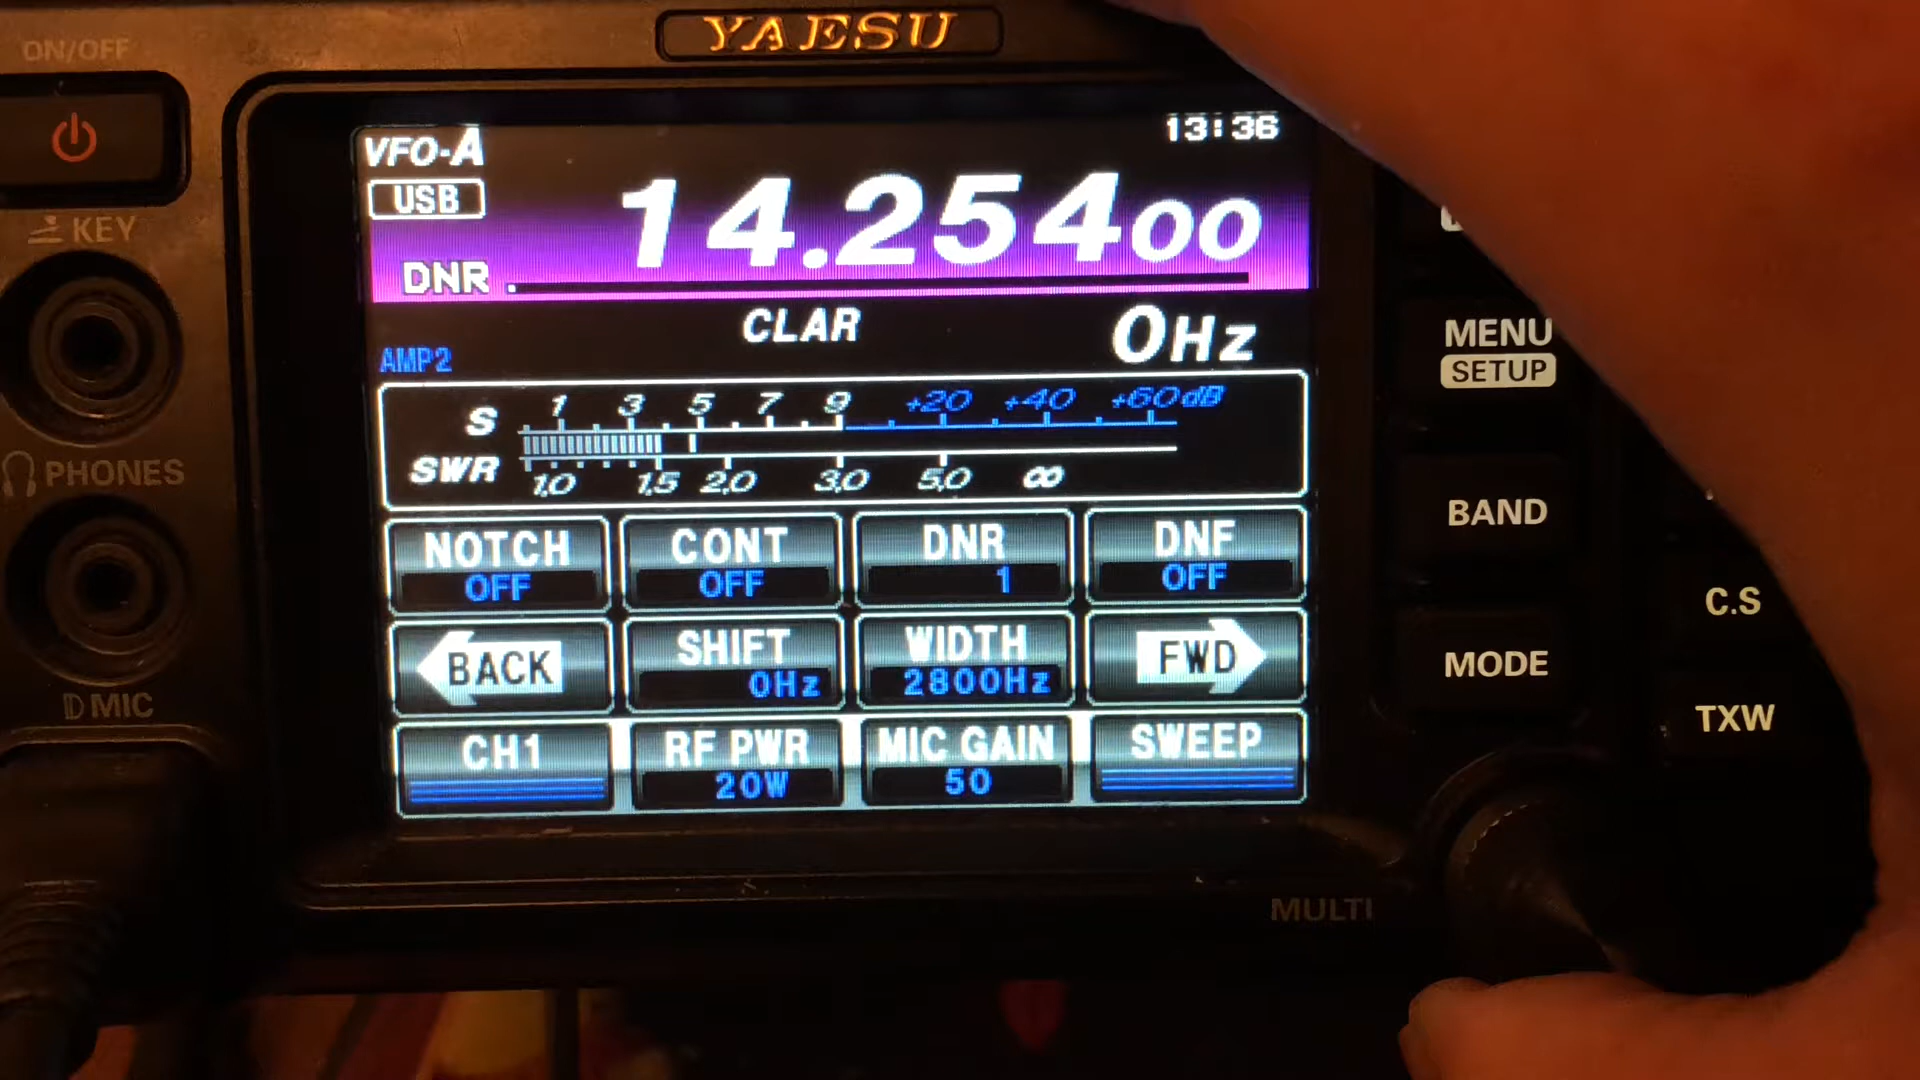 YAESU
ON/OFF
13:36
VFO-A
USB
14.25400
KEY
DNR
CLAR 0Hz
MENU
SETUP
AMP2
S 1 3 5 7 9 +20 +40 +60dB
SWR 1.0 1.5 2.0 3.0 5.0 ∞
PHONES
BAND
NOTCH CONT DNR DNF
OFF OFF 1 OFF
C.S
BACK SHIFT WIDTH FWD
0Hz 2800Hz
MODE
MIC
TXW
CH1 RF PWR MIC GAIN SWEEP
20W 50
MULTI